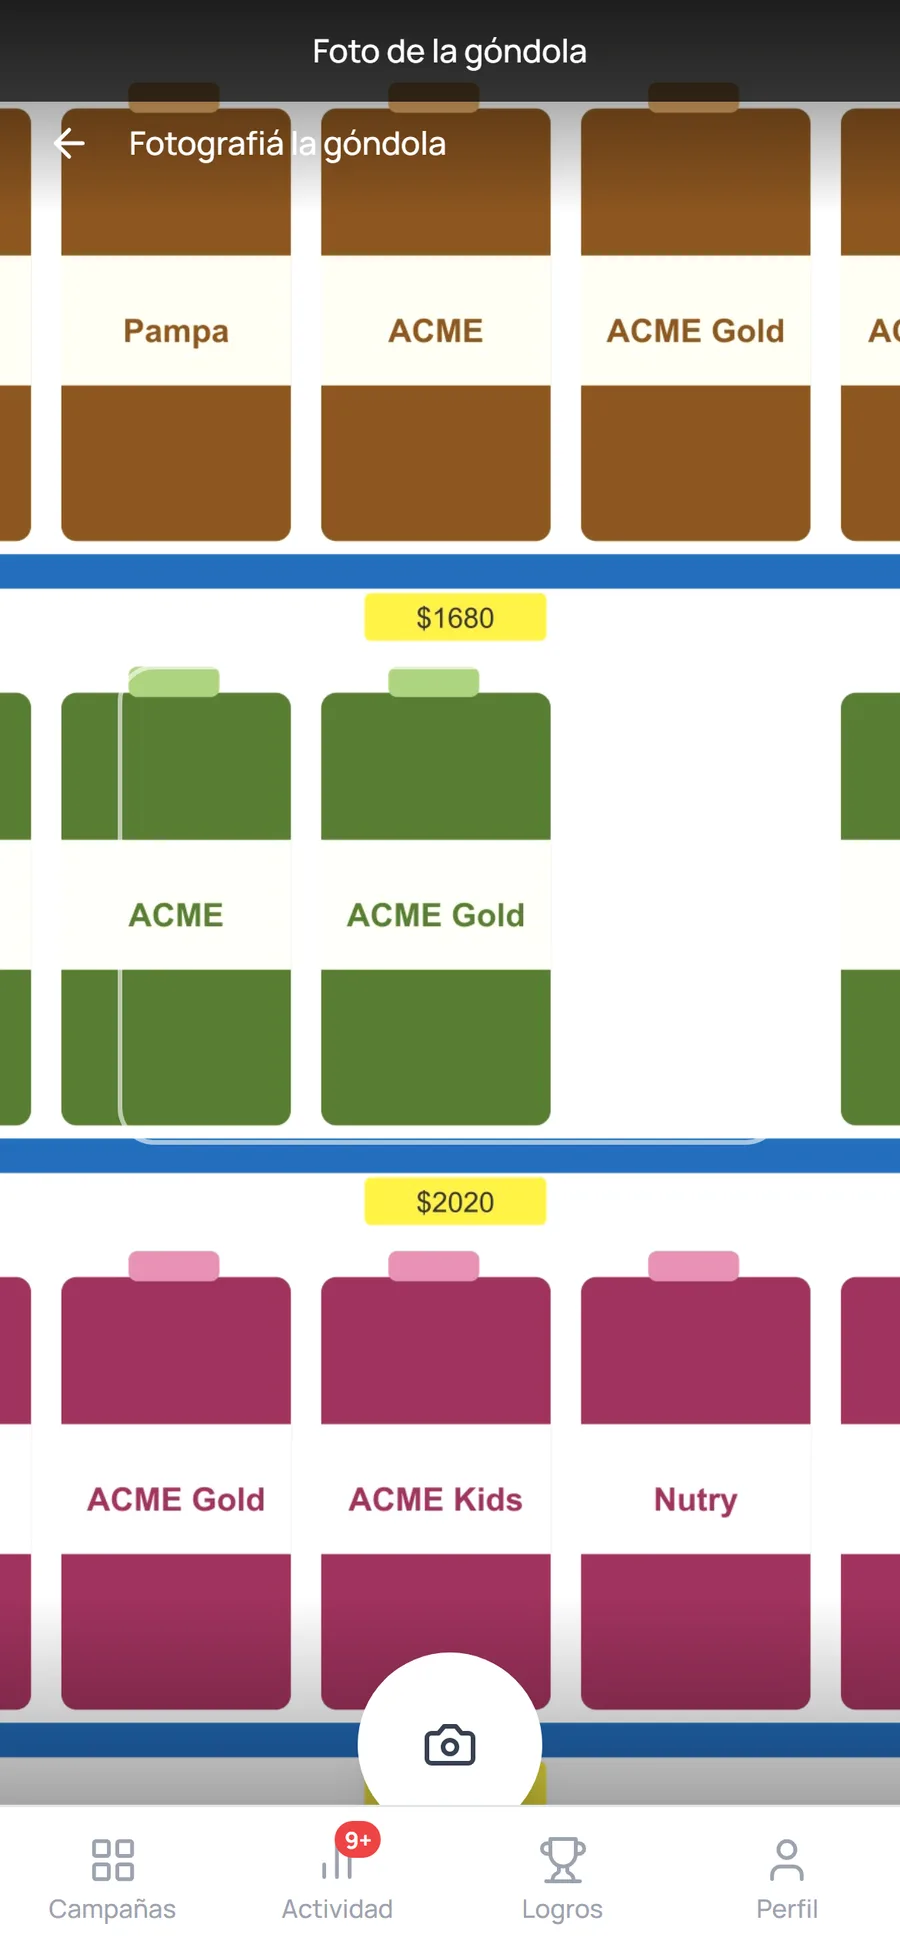 Foto de la góndola
Fotografiá la góndola
Pampa
ACME
ACME Gold
AC
$1680
ACME
ACME Gold
$2020
ACME Gold
ACME Kids
Nutry
9+
Campañas
Actividad
Logros
Perfil